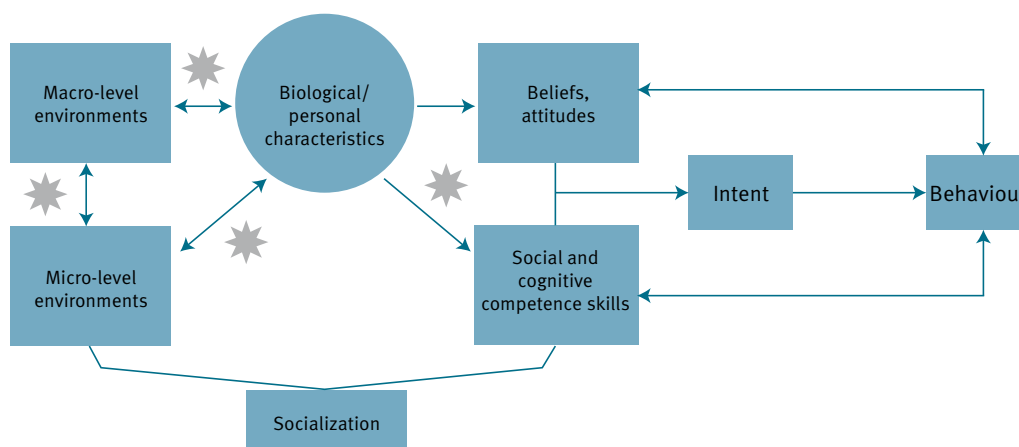 Macro-level
environments
Biological/
personal
characteristics
Beliefs,
attitudes
Intent
Behaviou
Micro-level
environments
Social and
cognitive
competence skills
Socialization